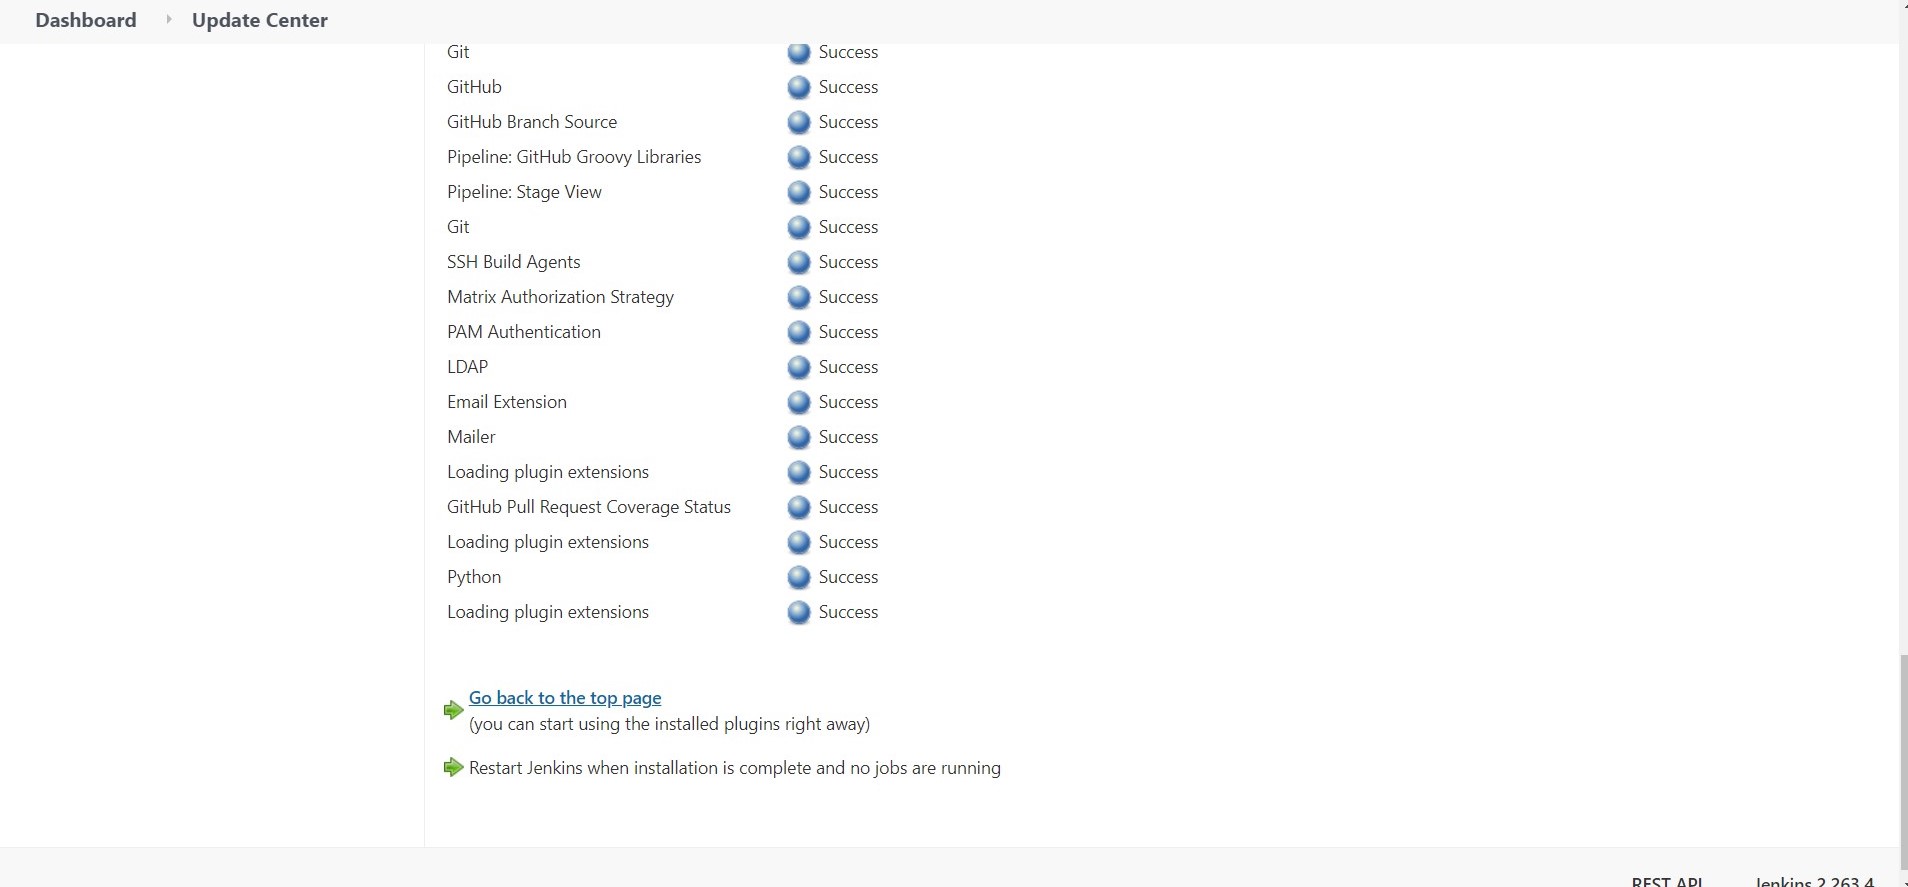 Dashboard Update Center
Git Success
GitHub Success
GitHub Branch Source Success
Pipeline: GitHub Groovy Libraries Success
Pipeline: Stage View Success
Git Success
SSH Build Agents Success
Matrix Authorization Strategy Success
PAM Authentication Success
LDAP Success
Email Extension Success
Mailer Success
Loading plugin extensions Success
GitHub Pull Request Coverage Status Success
Loading plugin extensions Success
Python Success
Loading plugin extensions Success
Go back to the top page
(you can start using the installed plugins right away)
Restart Jenkins when installation is complete and no jobs are running
REST API Jenkins 2.263.4